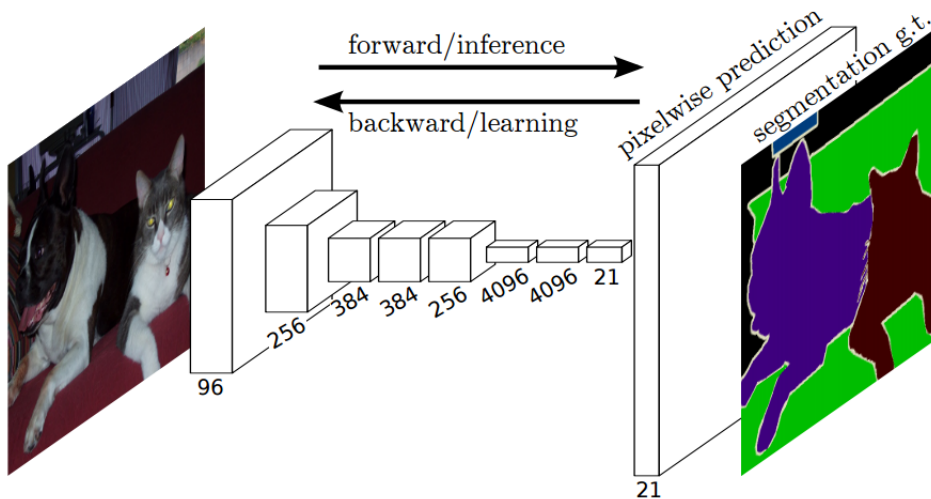 forward/inference
backward/learning
pixelwise prediction
segmentation g.t.
96
256
384
384
256
4096
4096
21
21